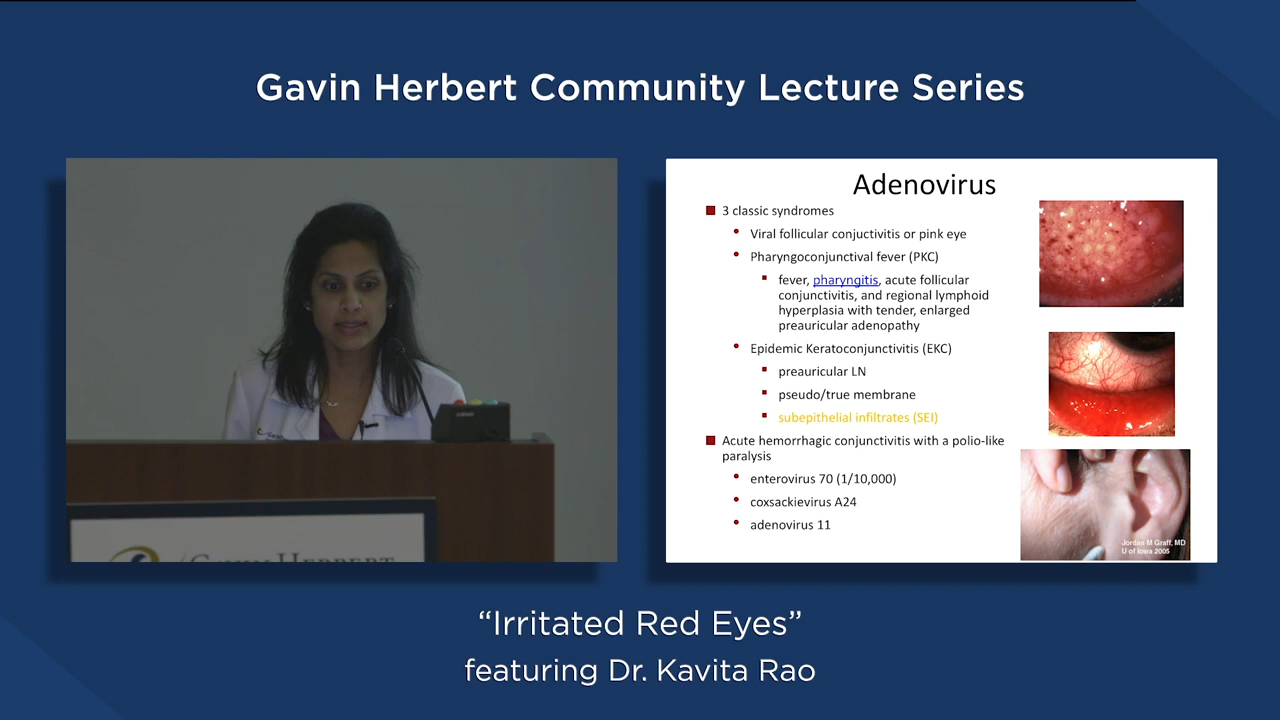 Gavin Herbert Community Lecture Series
Adenovirus
3 classic syndromes
Viral follicular conjuctivitis or pink eye
Pharyngoconjunctival fever (PKC)
fever, pharyngitis, acute follicular
conjunctivitis, and regional lymphoid
hyperplasia with tender, enlarged
preauricular adenopathy
Epidemic Keratoconjunctivitis (EKC)
preauricular LN
pseudo/true membrane
subepithelial infiltrates (SEI)
Acute hemorrhagic conjunctivitis with a polio-like
paralysis
enterovirus 70 (1/10,000)
coxsackievirus A24
adenovirus 11
Jordan M Graff, MD
U of Iowa 2005
GAVIN HERBERT
“Irritated Red Eyes”
featuring Dr. Kavita Rao